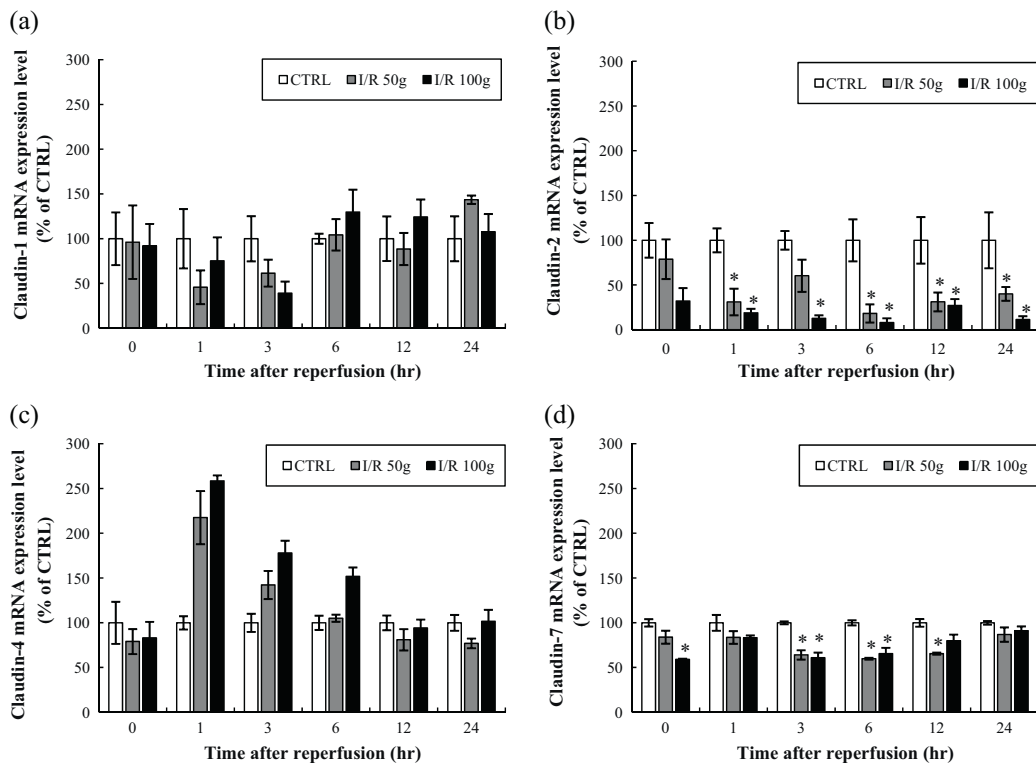 (a)
Claudin-1 mRNA expression level
(% of CTRL)
300
250
200
150
100
50
0
CTRL I/R 50g I/R 100g
0 1 3 6 12 24
Time after reperfusion (hr)
(b)
Claudin-2 mRNA expression level
(% of CTRL)
300
250
200
150
100
50
0
CTRL I/R 50g I/R 100g
* * * * * * * * *
0 1 3 6 12 24
Time after reperfusion (hr)
(c)
Claudin-4 mRNA expression level
(% of CTRL)
300
250
200
150
100
50
0
CTRL I/R 50g I/R 100g
0 1 3 6 12 24
Time after reperfusion (hr)
(d)
Claudin-7 mRNA expression level
(% of CTRL)
300
250
200
150
100
50
0
CTRL I/R 50g I/R 100g
* * * * * *
0 1 3 6 12 24
Time after reperfusion (hr)